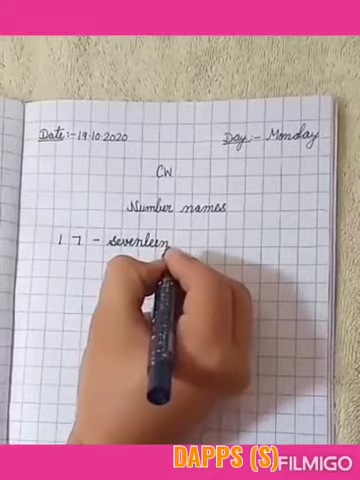 Date:- 19.10.2020 Day:- Monday
CW
Number names
17 - seventeen
DAPPS (S)
FILMIGO